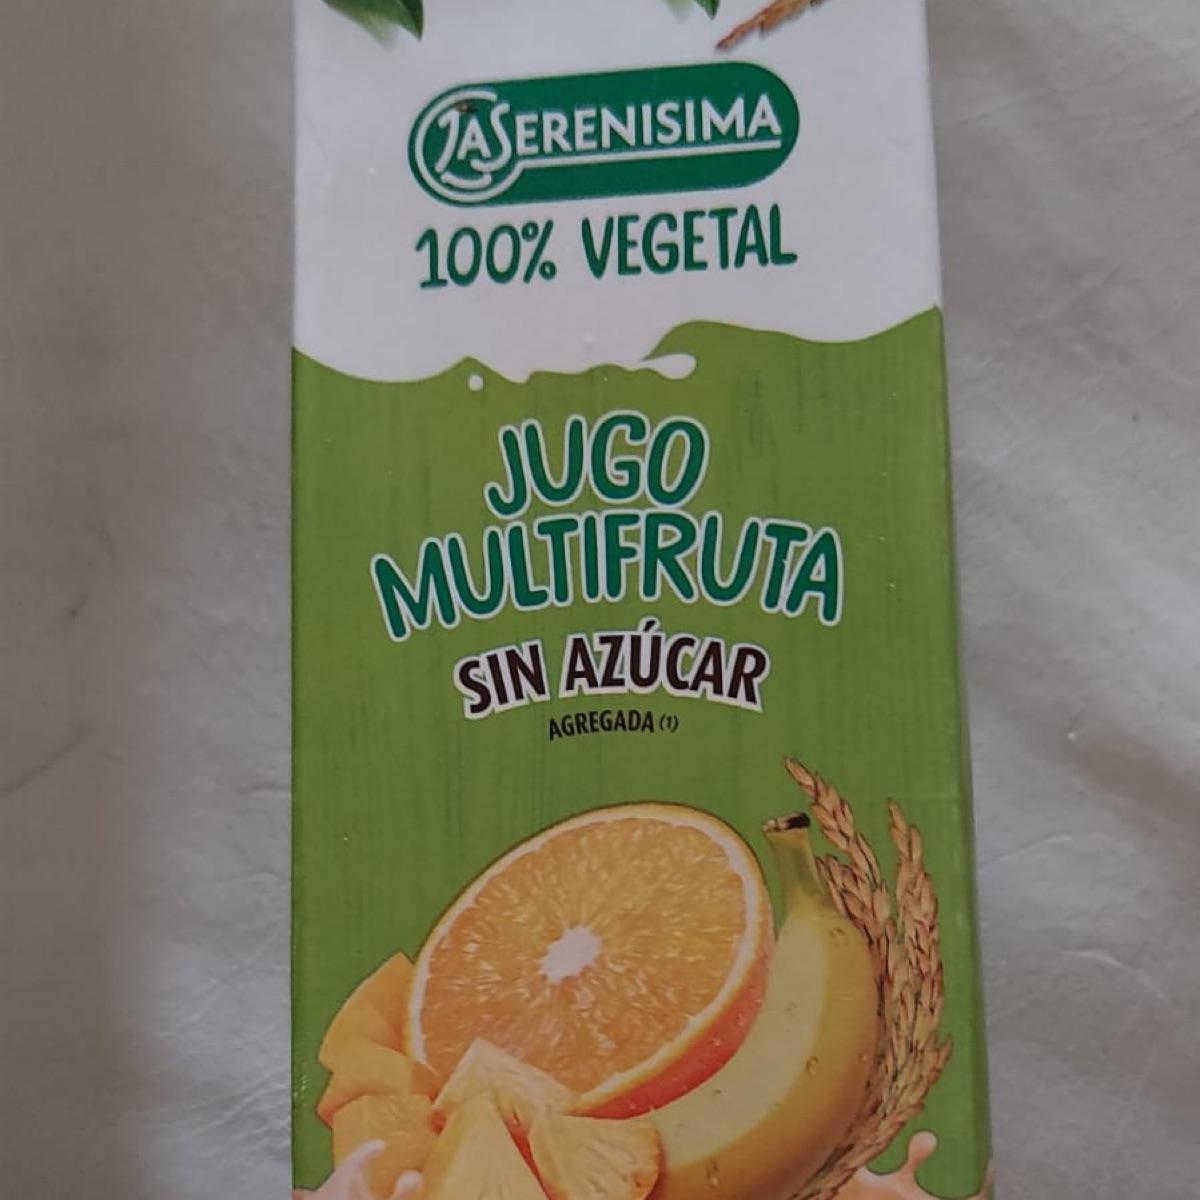 LASERENISIMA
100% VEGETAL
JUGO
MULTIFRUTA
SIN AZÚCAR
AGREGADA (1)